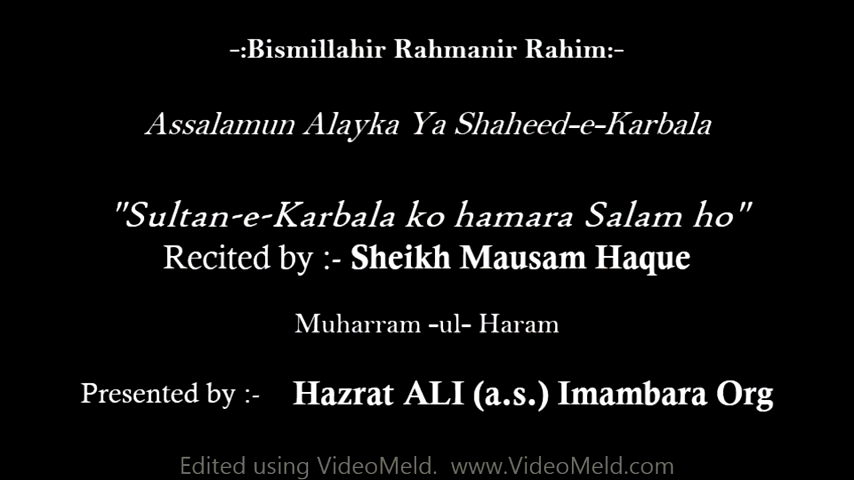 -:Bismillahir Rahmanir Rahim:-
Assalamun Alayka Ya Shaheed-e-Karbala
"Sultan-e-Karbala ko hamara Salam ho"
Recited by :- Sheikh Mausam Haque
Muharram -ul- Haram
Presented by :- Hazrat ALI (a.s.) Imambara Org
Edited using VideoMeld. www.VideoMeld.com